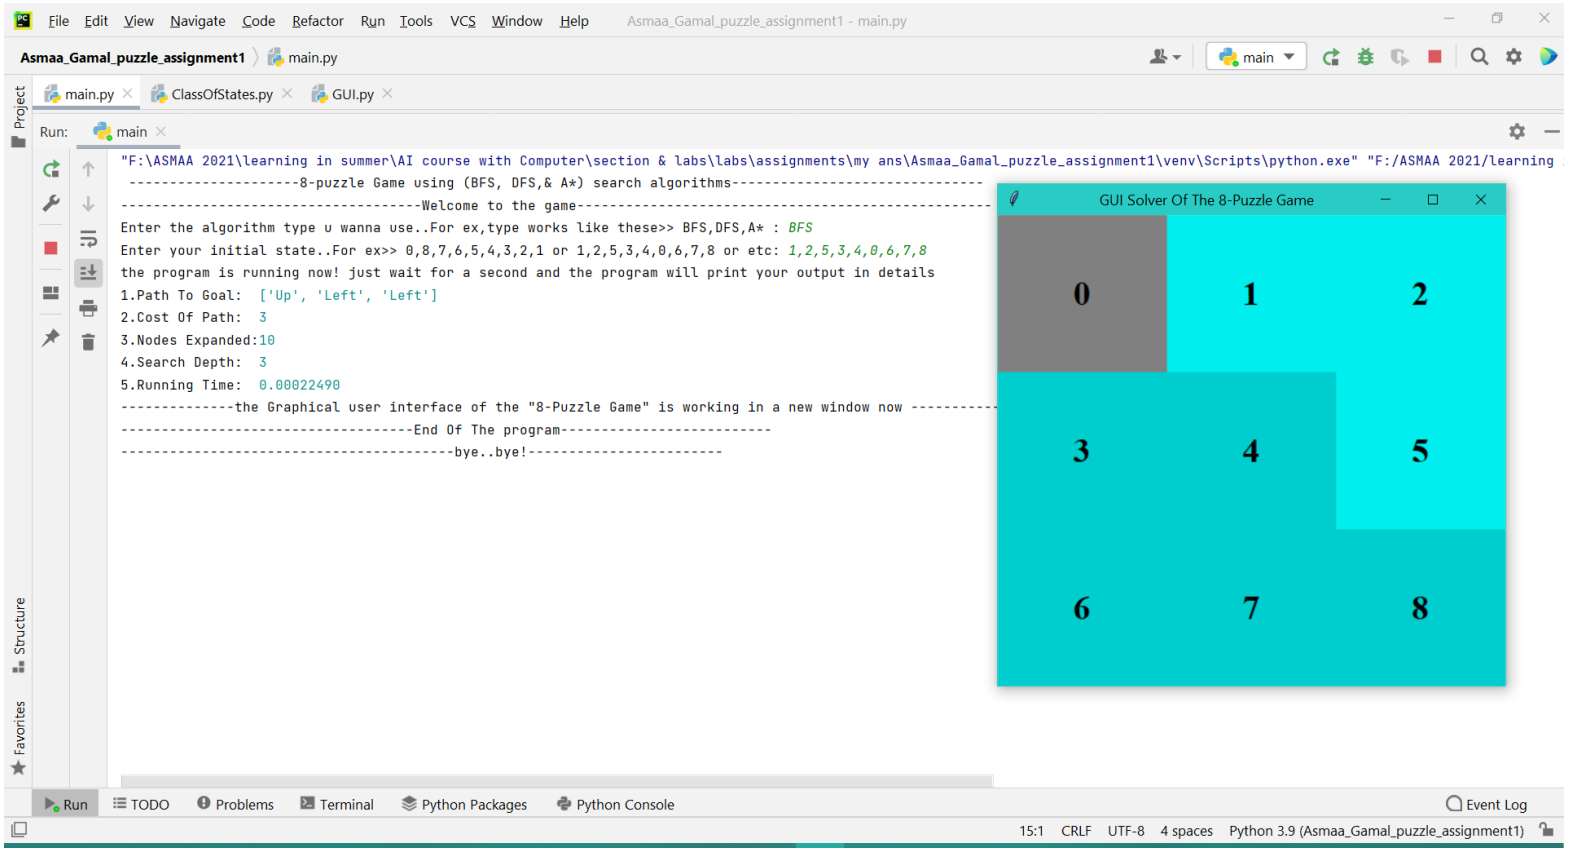 File Edit View Navigate Code Refactor Run Tools VCS Window Help Asmaa_Gamal_puzzle_assignment1 - main.py
Asmaa_Gamal_puzzle_assignment1 main.py main
Project
main.py ClassOfStates.py GUI.py
Run: main
"F:\ASMAA 2021\learning in summer\AI course with Computer\section & labs\labs\assignments\my ans\Asmaa_Gamal_puzzle_assignment1\venv\Scripts\python.exe" "F:/ASMAA 2021/learning
---------------------8-puzzle Game using (BFS, DFS,& A*) search algorithms-------------------------------
-------------------------------------Welcome to the game---------------------------------------------------
Enter the algorithm type u wanna use..For ex,type works like these>> BFS,DFS,A* : BFS
Enter your initial state..For ex>> 0,8,7,6,5,4,3,2,1 or 1,2,5,3,4,0,6,7,8 or etc: 1,2,5,3,4,0,6,7,8
the program is running now! just wait for a second and the program will print your output in details
1.Path To Goal: ['Up', 'Left', 'Left']
2.Cost Of Path: 3
3.Nodes Expanded:10
4.Search Depth: 3
5.Running Time: 0.00022490
--------------the Graphical user interface of the "8-Puzzle Game" is working in a new window now -----------
------------------------------------End Of The program--------------------------
-----------------------------------------bye..bye!------------------------
GUI Solver Of The 8-Puzzle Game
0 1 2
3 4 5
6 7 8
Structure
Favorites
Run TODO Problems Terminal Python Packages Python Console Event Log
15:1 CRLF UTF-8 4 spaces Python 3.9 (Asmaa_Gamal_puzzle_assignment1)